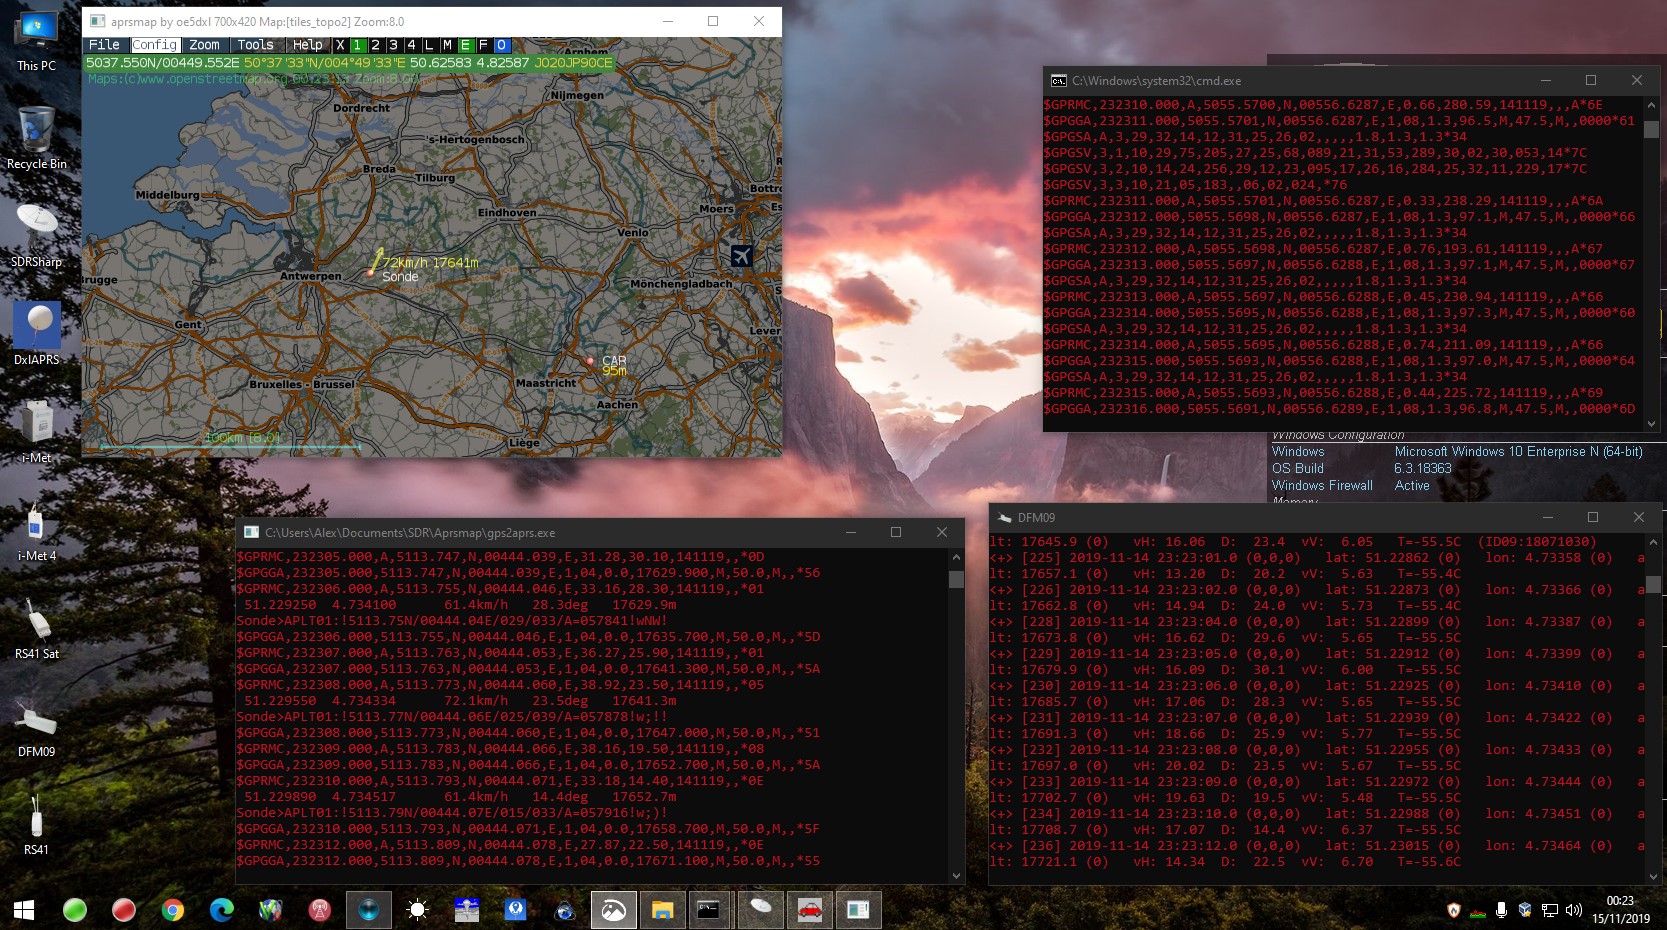 This PC
Recycle Bin
SDRSharp
DxlAPRS
i-Met
i-Met 4
RS41 Sat
DFM09
RS41
aprsmap by oe5dxl 700x420 Map:[tiles_topo2] Zoom:8.0
File Config Zoom Tools Help X 1 2 3 4 L M E F O
5037.550N/00449.552E 50°37'33"N/004°49'33"E 50.62583 4.82587 JO20JP90CE
Maps:(c)www.openstreetmap.org
Arnhem
Nijmegen
Dordrecht
's-Hertogenbosch
Breda
Tilburg
Middelburg
Bottro
Moers
Es
Eindhoven
Venlo
72km/h 17641m
Sonde
Antwerpen
Brugge
Mönchengladbach
Gent
Lever
CAR
95m
Maastricht
Bruxelles - Brussel
Aachen
Liège
100km [8.0]
C:\Windows\system32\cmd.exe
$GPRMC,232310.000,A,5055.5700,N,00556.6287,E,0.66,280.59,141119,,,A*6E
$GPGGA,232311.000,5055.5701,N,00556.6287,E,1,08,1.3,96.5,M,47.5,M,,0000*61
$GPGSA,A,3,29,32,14,12,31,25,26,02,,,,,1.8,1.3,1.3*34
$GPGSV,3,1,10,29,75,205,27,25,68,089,21,31,53,289,30,02,30,053,14*7C
$GPGSV,3,2,10,14,24,256,29,12,23,095,17,26,16,284,25,32,11,229,17*7C
$GPGSV,3,3,10,21,05,183,,06,02,024,*76
$GPRMC,232311.000,A,5055.5701,N,00556.6287,E,0.33,238.29,141119,,,A*6A
$GPGGA,232312.000,5055.5698,N,00556.6287,E,1,08,1.3,97.1,M,47.5,M,,0000*66
$GPGSA,A,3,29,32,14,12,31,25,26,02,,,,,1.8,1.3,1.3*34
$GPRMC,232312.000,A,5055.5698,N,00556.6287,E,0.76,193.61,141119,,,A*67
$GPGGA,232313.000,5055.5697,N,00556.6288,E,1,08,1.3,97.1,M,47.5,M,,0000*67
$GPGSA,A,3,29,32,14,12,31,25,26,02,,,,,1.8,1.3,1.3*34
$GPRMC,232313.000,A,5055.5697,N,00556.6288,E,0.45,230.94,141119,,,A*66
$GPGGA,232314.000,5055.5695,N,00556.6288,E,1,08,1.3,97.3,M,47.5,M,,0000*60
$GPGSA,A,3,29,32,14,12,31,25,26,02,,,,,1.8,1.3,1.3*34
$GPRMC,232314.000,A,5055.5695,N,00556.6288,E,0.74,211.09,141119,,,A*66
$GPGGA,232315.000,5055.5693,N,00556.6288,E,1,08,1.3,97.0,M,47.5,M,,0000*64
$GPGSA,A,3,29,32,14,12,31,25,26,02,,,,,1.8,1.3,1.3*34
$GPRMC,232315.000,A,5055.5693,N,00556.6288,E,0.44,225.72,141119,,,A*69
$GPGGA,232316.000,5055.5691,N,00556.6289,E,1,08,1.3,96.8,M,47.5,M,,0000*6D
Windows Configuration
Windows Microsoft Windows 10 Enterprise N (64-bit)
OS Build 6.3.18363
Windows Firewall Active
Memory
C:\Users\Alex\Documents\SDR\Aprsmap\gps2aprs.exe
$GPRMC,232305.000,A,5113.747,N,00444.039,E,31.28,30.10,141119,,*0D
$GPGGA,232305.000,5113.747,N,00444.039,E,1,04,0.0,17629.900,M,50.0,M,,*56
$GPRMC,232306.000,A,5113.755,N,00444.046,E,33.16,28.30,141119,,*01
51.229250 4.734100 61.4km/h 28.3deg 17629.9m
Sonde>APLT01:!5113.75N/00444.04E/029/033/A=057841!wNW!
$GPGGA,232306.000,5113.755,N,00444.046,E,1,04,0.0,17635.700,M,50.0,M,,*5D
$GPRMC,232307.000,A,5113.763,N,00444.053,E,36.27,25.90,141119,,*01
$GPGGA,232307.000,5113.763,N,00444.053,E,1,04,0.0,17641.300,M,50.0,M,,*5A
$GPRMC,232308.000,A,5113.773,N,00444.060,E,38.92,23.50,141119,,*05
51.229550 4.734334 72.1km/h 23.5deg 17641.3m
Sonde>APLT01:!5113.77N/00444.06E/025/039/A=057878!w;!!
$GPGGA,232308.000,5113.773,N,00444.060,E,1,04,0.0,17647.000,M,50.0,M,,*51
$GPRMC,232309.000,A,5113.783,N,00444.066,E,38.16,19.50,141119,,*08
$GPGGA,232309.000,5113.783,N,00444.066,E,1,04,0.0,17652.700,M,50.0,M,,*5A
$GPRMC,232310.000,A,5113.793,N,00444.071,E,33.18,14.40,141119,,*0E
51.229890 4.734517 61.4km/h 14.4deg 17652.7m
Sonde>APLT01:!5113.79N/00444.07E/015/033/A=057916!w;)!
$GPGGA,232310.000,5113.793,N,00444.071,E,1,04,0.0,17658.700,M,50.0,M,,*5F
$GPRMC,232312.000,A,5113.809,N,00444.078,E,27.87,22.50,141119,,*0E
$GPGGA,232312.000,5113.809,N,00444.078,E,1,04,0.0,17671.100,M,50.0,M,,*55
DFM09
lt: 17645.9 (0) vH: 16.06 D: 23.4 vV: 6.05 T=-55.5C (ID09:18071030)
<+> [225] 2019-11-14 23:23:01.0 (0,0,0) lat: 51.22862 (0) lon: 4.73358 (0) a
lt: 17657.1 (0) vH: 13.20 D: 20.2 vV: 5.63 T=-55.4C
<+> [226] 2019-11-14 23:23:02.0 (0,0,0) lat: 51.22873 (0) lon: 4.73366 (0) a
lt: 17662.8 (0) vH: 14.94 D: 24.0 vV: 5.73 T=-55.4C
<+> [228] 2019-11-14 23:23:04.0 (0,0,0) lat: 51.22899 (0) lon: 4.73387 (0) a
lt: 17673.8 (0) vH: 16.62 D: 29.6 vV: 5.65 T=-55.5C
<+> [229] 2019-11-14 23:23:05.0 (0,0,0) lat: 51.22912 (0) lon: 4.73399 (0) a
lt: 17679.9 (0) vH: 16.09 D: 30.1 vV: 6.00 T=-55.5C
<+> [230] 2019-11-14 23:23:06.0 (0,0,0) lat: 51.22925 (0) lon: 4.73410 (0) a
lt: 17685.7 (0) vH: 17.06 D: 28.3 vV: 5.65 T=-55.5C
<+> [231] 2019-11-14 23:23:07.0 (0,0,0) lat: 51.22939 (0) lon: 4.73422 (0) a
lt: 17691.3 (0) vH: 18.66 D: 25.9 vV: 5.77 T=-55.5C
<+> [232] 2019-11-14 23:23:08.0 (0,0,0) lat: 51.22955 (0) lon: 4.73433 (0) a
lt: 17697.0 (0) vH: 20.02 D: 23.5 vV: 5.67 T=-55.5C
<+> [233] 2019-11-14 23:23:09.0 (0,0,0) lat: 51.22972 (0) lon: 4.73444 (0) a
lt: 17702.7 (0) vH: 19.63 D: 19.5 vV: 5.48 T=-55.5C
<+> [234] 2019-11-14 23:23:10.0 (0,0,0) lat: 51.22988 (0) lon: 4.73451 (0) a
lt: 17708.7 (0) vH: 17.07 D: 14.4 vV: 6.37 T=-55.5C
<+> [236] 2019-11-14 23:23:12.0 (0,0,0) lat: 51.23015 (0) lon: 4.73464 (0) a
lt: 17721.1 (0) vH: 14.34 D: 22.5 vV: 6.70 T=-55.6C
00:23
15/11/2019